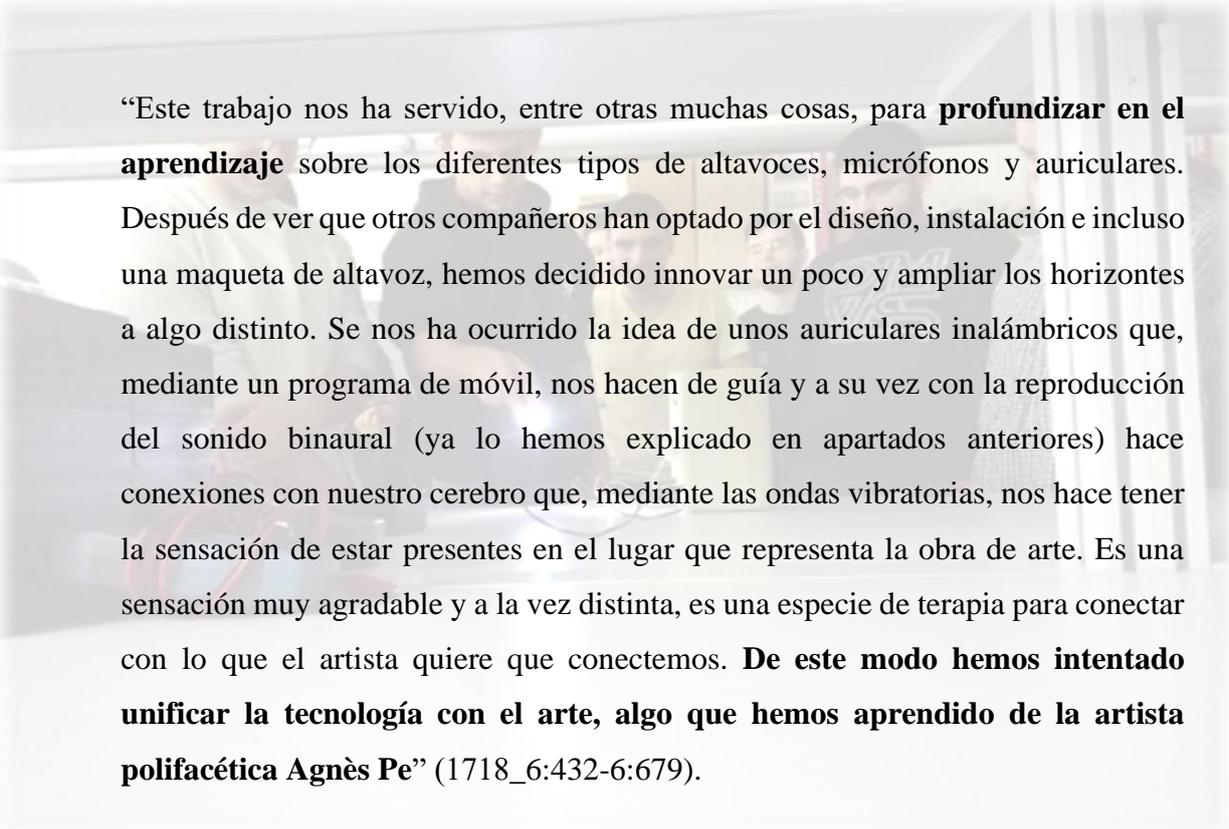 “Este trabajo nos ha servido, entre otras muchas cosas, para profundizar en el
aprendizaje sobre los diferentes tipos de altavoces, micrófonos y auriculares.
Después de ver que otros compañeros han optado por el diseño, instalación e incluso
una maqueta de altavoz, hemos decidido innovar un poco y ampliar los horizontes
a algo distinto. Se nos ha ocurrido la idea de unos auriculares inalámbricos que,
mediante un programa de móvil, nos hacen de guía y a su vez con la reproducción
del sonido binaural (ya lo hemos explicado en apartados anteriores) hace
conexiones con nuestro cerebro que, mediante las ondas vibratorias, nos hace tener
la sensación de estar presentes en el lugar que representa la obra de arte. Es una
sensación muy agradable y a la vez distinta, es una especie de terapia para conectar
con lo que el artista quiere que conectemos. De este modo hemos intentado
unificar la tecnología con el arte, algo que hemos aprendido de la artista
polifacética Agnès Pe” (1718_6:432-6:679).